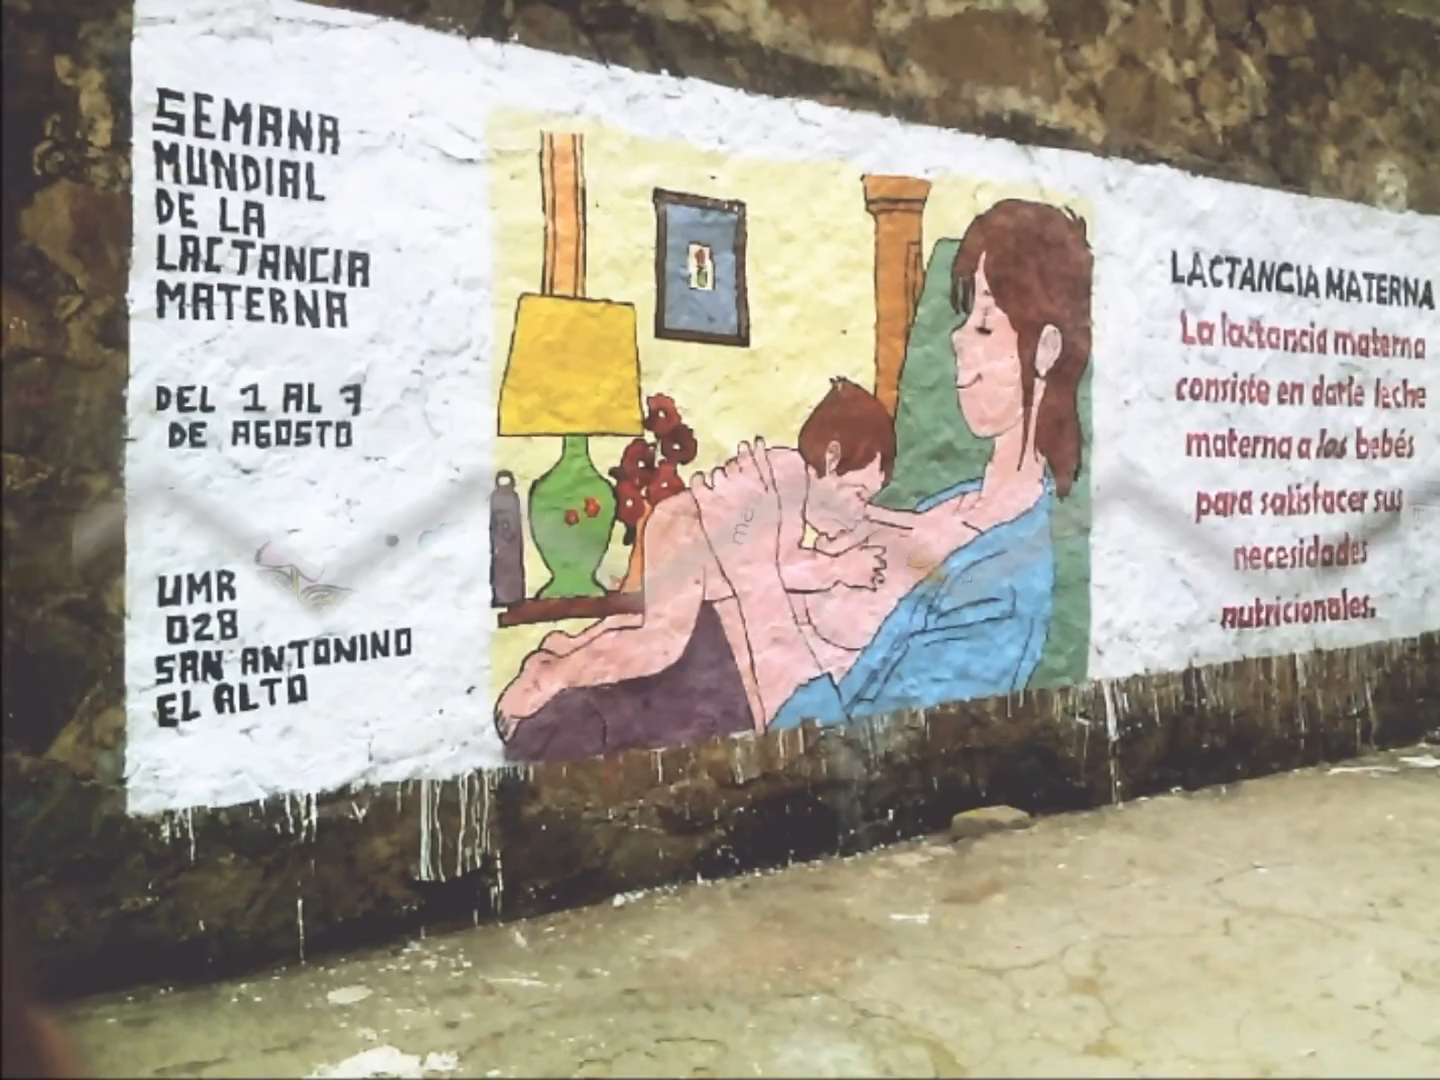 SEMANA
MUNDIAL
DE LA
LACTANCIA
MATERNA
DEL 1 AL 7
DE AGOSTO
UMR
028
SAN ANTONINO
EL ALTO
LACTANCIA MATERNA
La lactancia materna
consiste en darle leche
materna a los bebés
para satisfacer sus
necesidades
nutricionales.